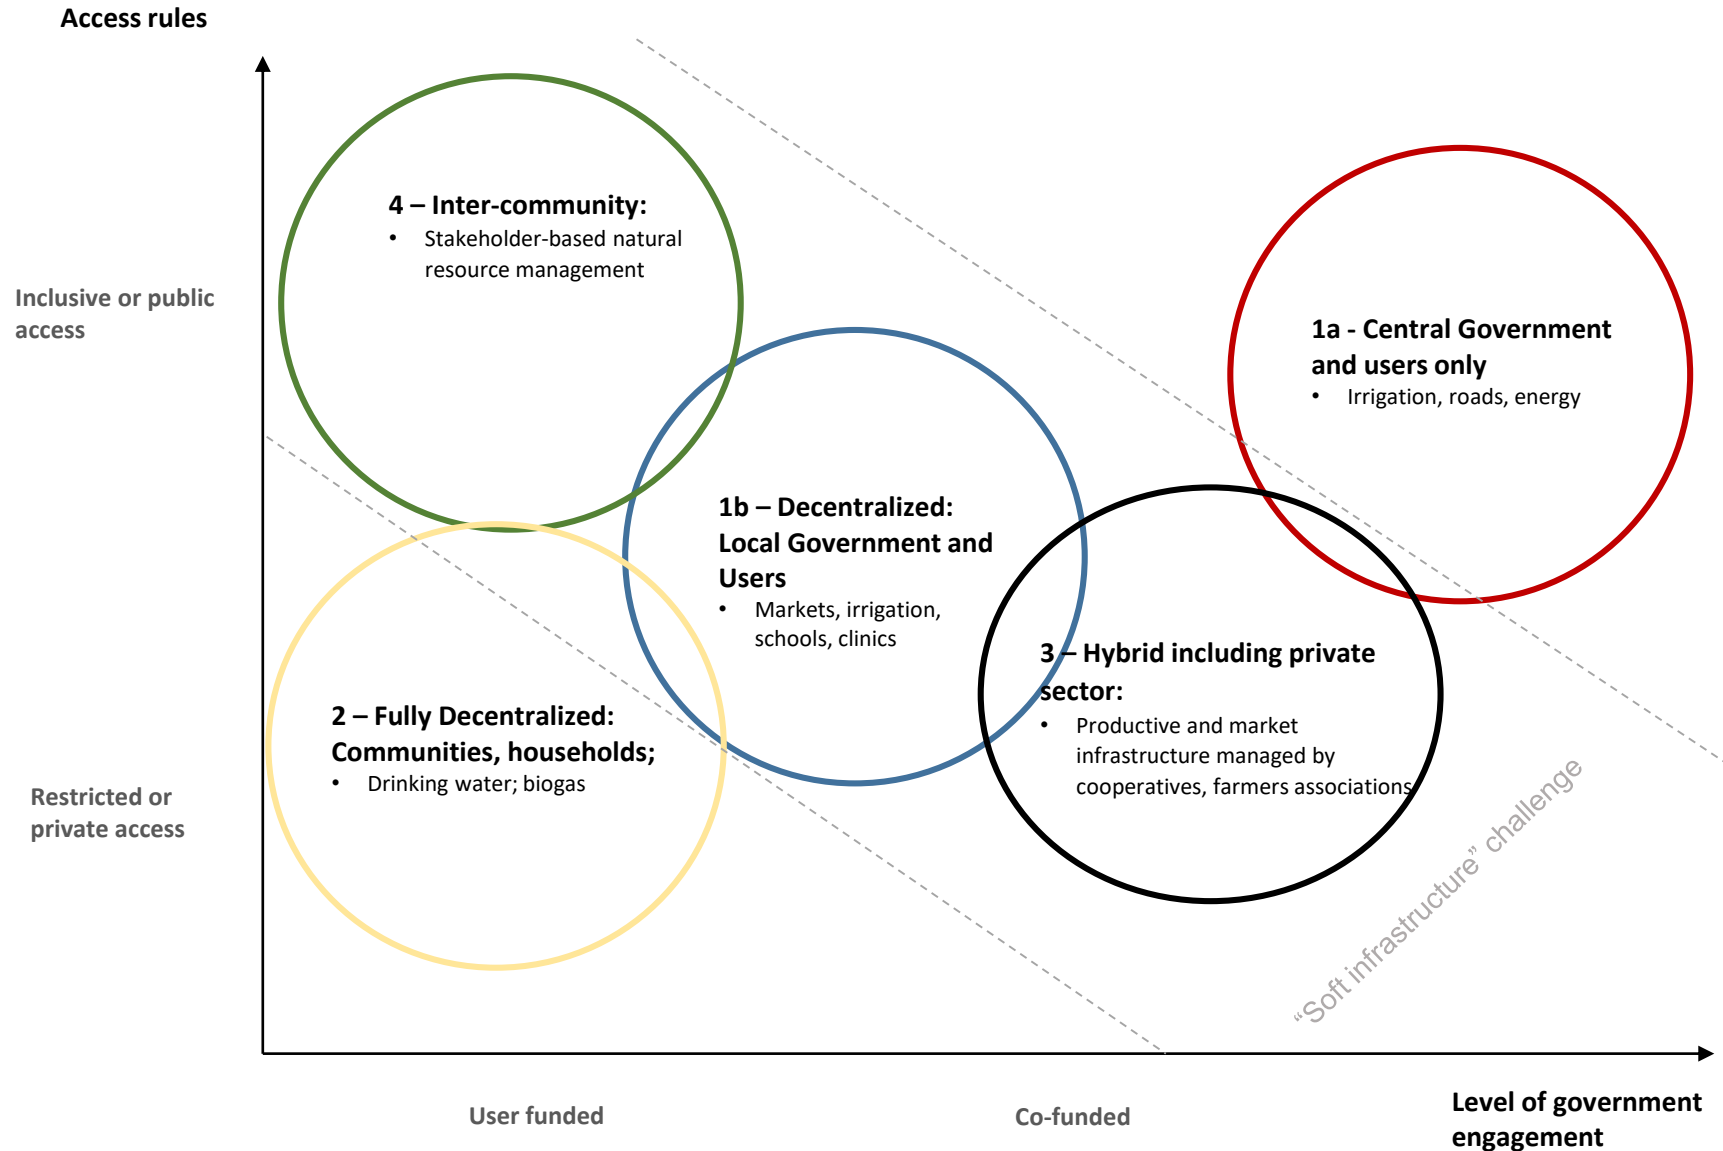 Access rules
4 – Inter-community:
• Stakeholder-based natural
resource management
Inclusive or public
access
1a - Central Government
and users only
• Irrigation, roads, energy
1b – Decentralized:
Local Government and
Users
• Markets, irrigation,
schools, clinics
3 – Hybrid including private
sector:
• Productive and market
infrastructure managed by
cooperatives, farmers associations
2 – Fully Decentralized:
Communities, households;
• Drinking water; biogas
Restricted or
private access
“Soft infrastructure” challenge
User funded
Co-funded
Level of government
engagement